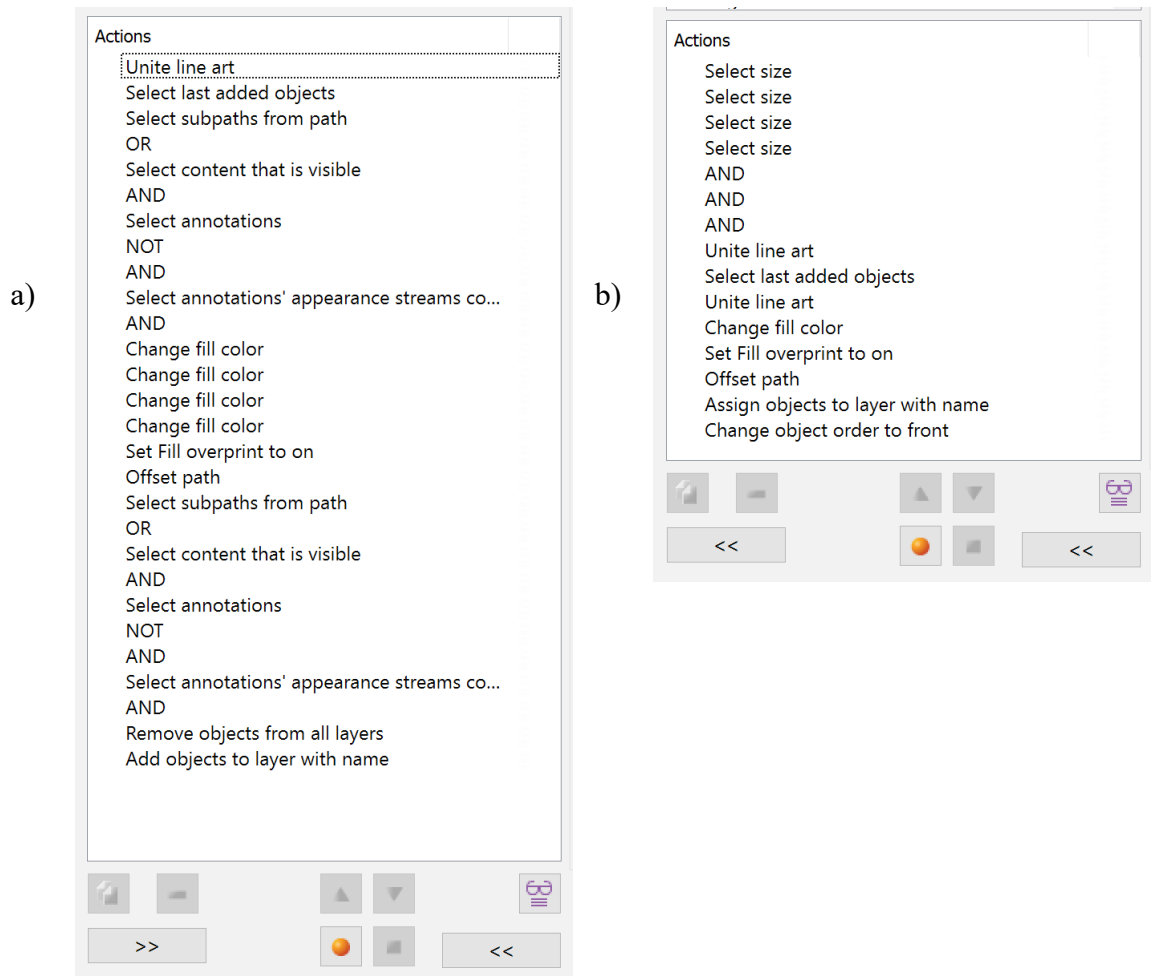 a)
Actions
Unite line art
Select last added objects
Select subpaths from path
OR
Select content that is visible
AND
Select annotations
NOT
AND
Select annotations' appearance streams co...
AND
Change fill color
Change fill color
Change fill color
Change fill color
Set Fill overprint to on
Offset path
Select subpaths from path
OR
Select content that is visible
AND
Select annotations
NOT
AND
Select annotations' appearance streams co...
AND
Remove objects from all layers
Add objects to layer with name
>>
<<
b)
Actions
Select size
Select size
Select size
Select size
AND
AND
AND
Unite line art
Select last added objects
Unite line art
Change fill color
Set Fill overprint to on
Offset path
Assign objects to layer with name
Change object order to front
<<
<<